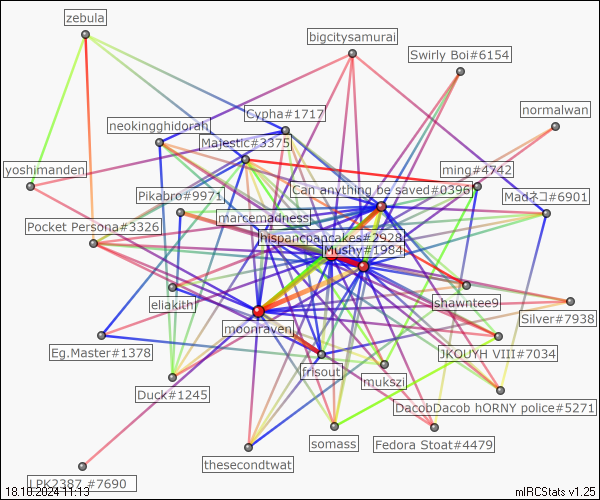 zebula
bigcitysamurai
Swirly Boi#6154
normalwan
Cypha#1717
neokingghidorah
Majestic#3375
yoshimanden
ming#4742
Pikabro#9971
Can anything be saved#0396
Madネコ#6901
marcemadness
Pocket Persona#3326
hispanicpancakes#2928
Mushy#1984
eliakith
shawntee9
Silver#7938
moonraven
Eg.Master#1378
JKOUYH VIII#7034
frisout
mukszi
Duck#1245
DacobDacob hORNY police#5271
somass
Fedora Stoat#4479
thesecondtwat
LPK2387 #7690
18.10.2024 11:13
mIRCStats v1.25